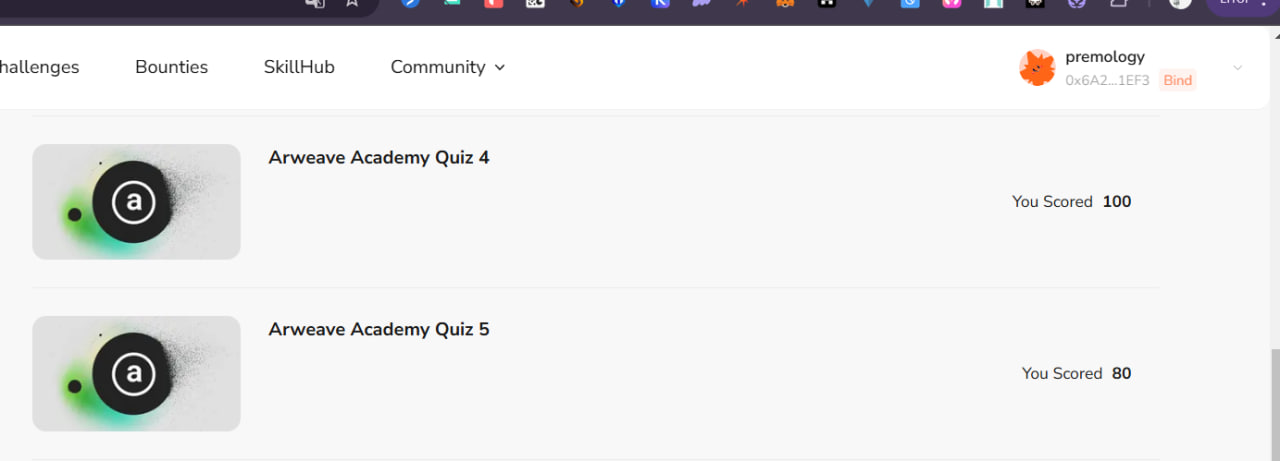 hallenges Bounties SkillHub Community
premology
0x6A2...1EF3 Bind
Arweave Academy Quiz 4
a
You Scored 100
Arweave Academy Quiz 5
a
You Scored 80